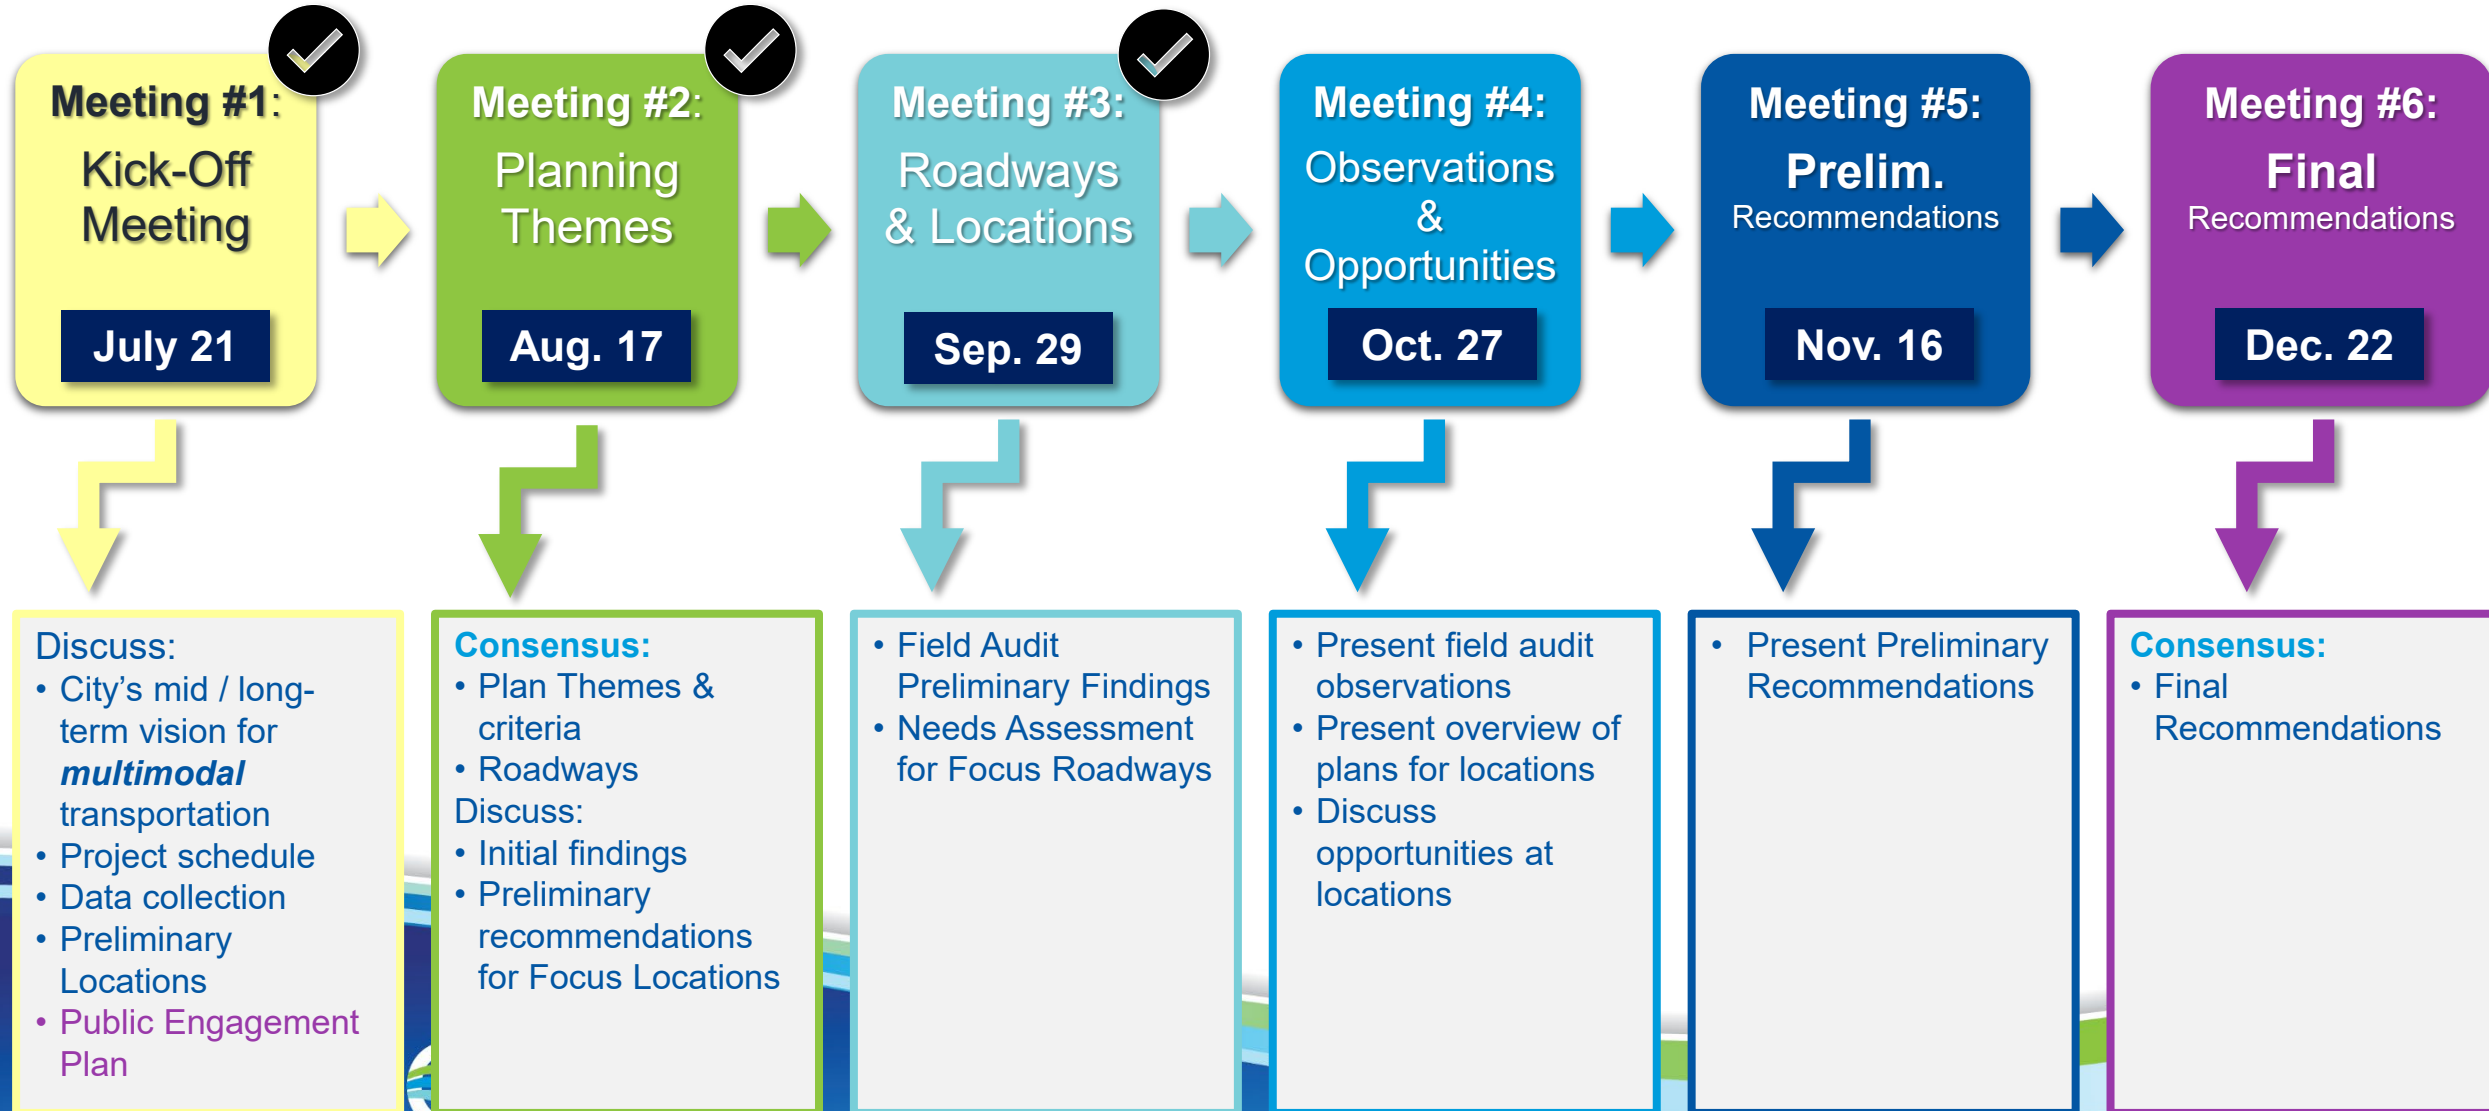 Meeting #1:
Kick-Off
Meeting
July 21
Meeting #2:
Planning
Themes
Aug. 17
Meeting #3:
Roadways
& Locations
Sep. 29
Meeting #4:
Observations
&
Opportunities
Oct. 27
Meeting #5:
Prelim.
Recommendations
Nov. 16
Meeting #6:
Final
Recommendations
Dec. 22
Discuss:
• City’s mid / long-
term vision for
multimodal
transportation
• Project schedule
• Data collection
• Preliminary
Locations
• Public Engagement
Plan
Consensus:
• Plan Themes &
criteria
• Roadways
Discuss:
• Initial findings
• Preliminary
recommendations
for Focus Locations
• Field Audit
Preliminary Findings
• Needs Assessment
for Focus Roadways
• Present field audit
observations
• Present overview of
plans for locations
• Discuss
opportunities at
locations
• Present Preliminary
Recommendations
Consensus:
• Final
Recommendations